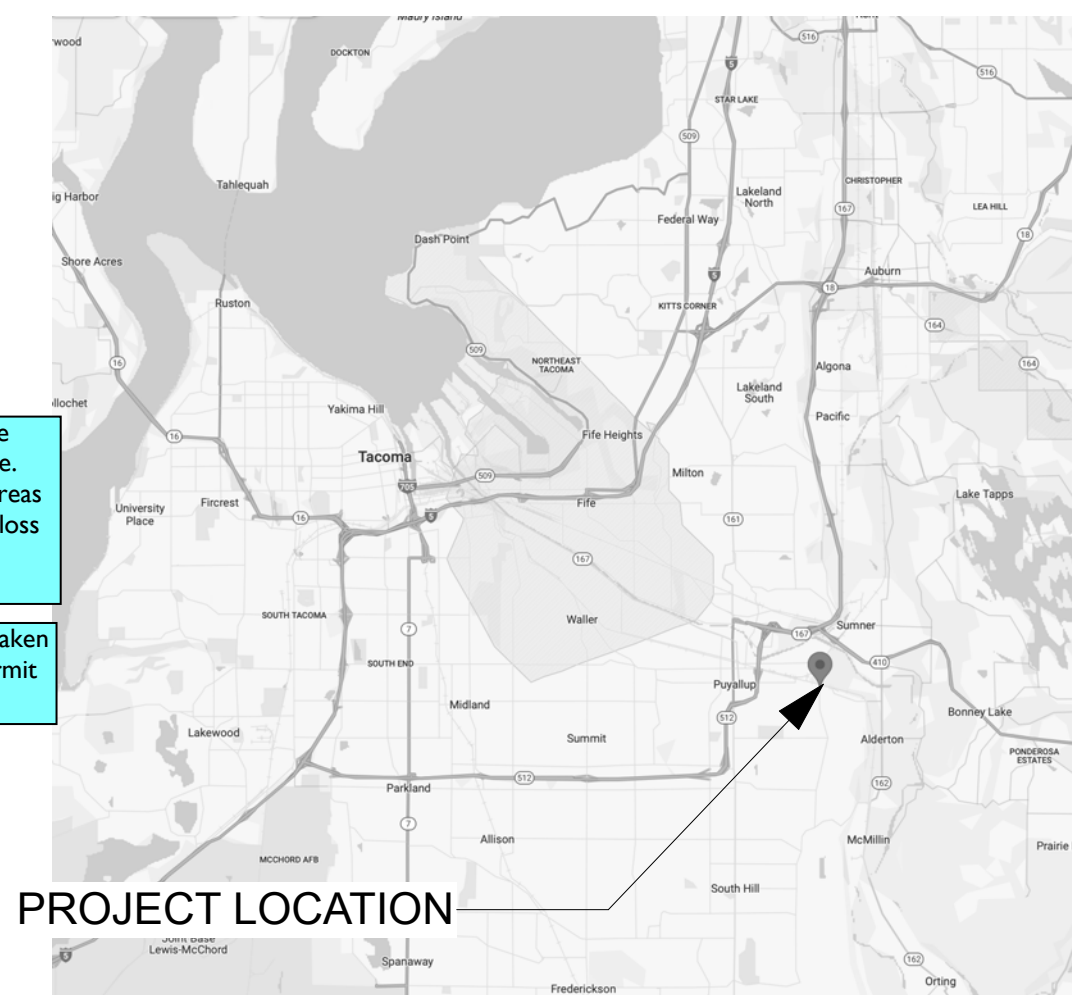 Maury Island
DOCKTON
516
5
516
STAR LAKE
509
CHRISTOPHER
Tahlequah
Lakeland
North
167
LEA HILL
Federal Way
18
Dash Point
Shore Acres
5
Auburn
18
Ruston
KITTS CORNER
164
509
16
NORTHEAST
TACOMA
Algona
164
Lakeland
South
Yakima Hill
Pacific
16
Fife Heights
Tacoma
509
Milton
705
Lake Tapps
University
Place
Fircrest
16
5
Fife
161
reas
loss
167
SOUTH TACOMA
Waller
7
167
Sumner
SOUTH END
410
Puyallup
Midland
512
Bonney Lake
Lakewood
Summit
Alderton
PONDEROSA
ESTATES
512
Parkland
162
7
Allison
McMillin
Prairie
MCCHORD AFB
South Hill
PROJECT LOCATION
Joint Base
Lewis-McChord
5
Spanaway
162
Orting
Frederickson